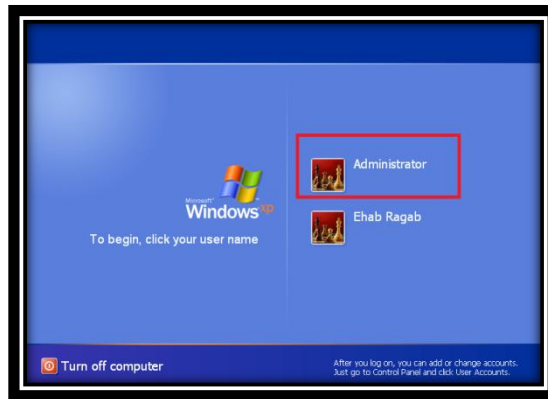 Microsoft
Windows xp
To begin, click your user name
Administrator
Ehab Ragab
Turn off computer
After you log on, you can add or change accounts.
Just go to Control Panel and click User Accounts.